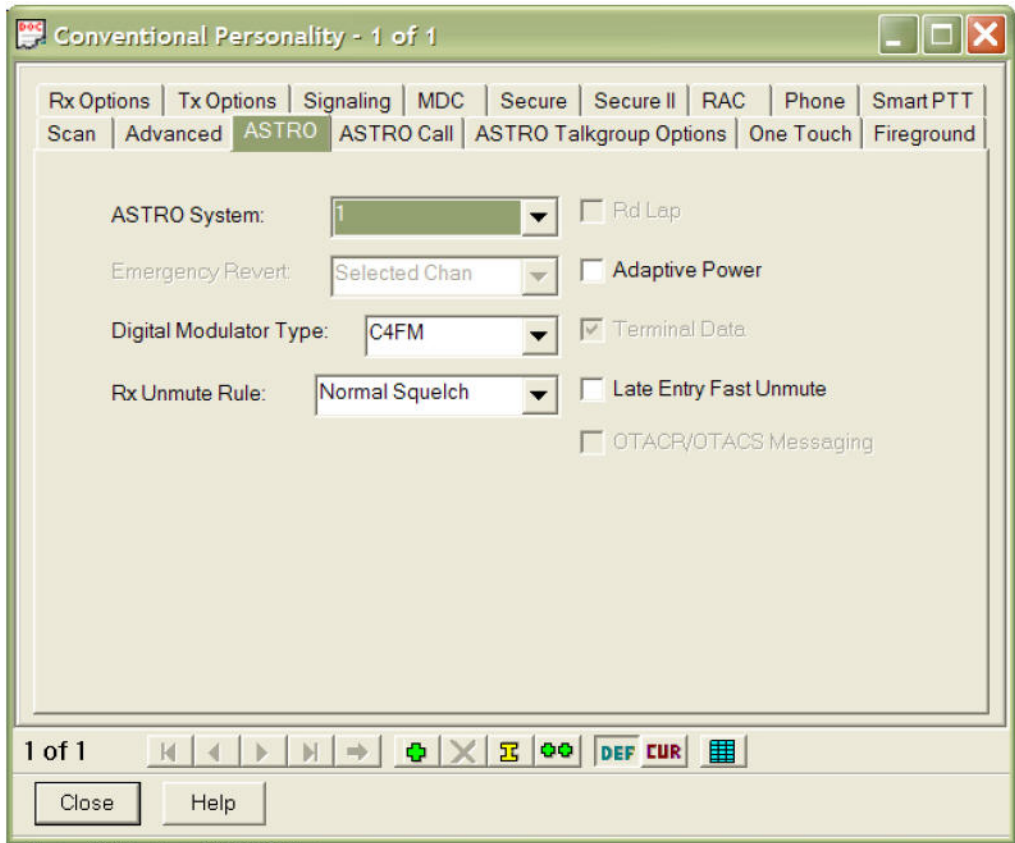 Conventional Personality - 1 of 1
Rx Options Tx Options Signaling MDC Secure Secure II RAC Phone Smart PTT
Scan Advanced ASTRO ASTRO Call ASTRO Talkgroup Options One Touch Fireground
ASTRO System: 1 Rd Lap
Emergency Revert: Selected Chan Adaptive Power
Digital Modulator Type: C4FM Terminal Data
Rx Unmute Rule: Normal Squelch Late Entry Fast Unmute
OTACR/OTACS Messaging
1 of 1 DEF CUR
Close Help